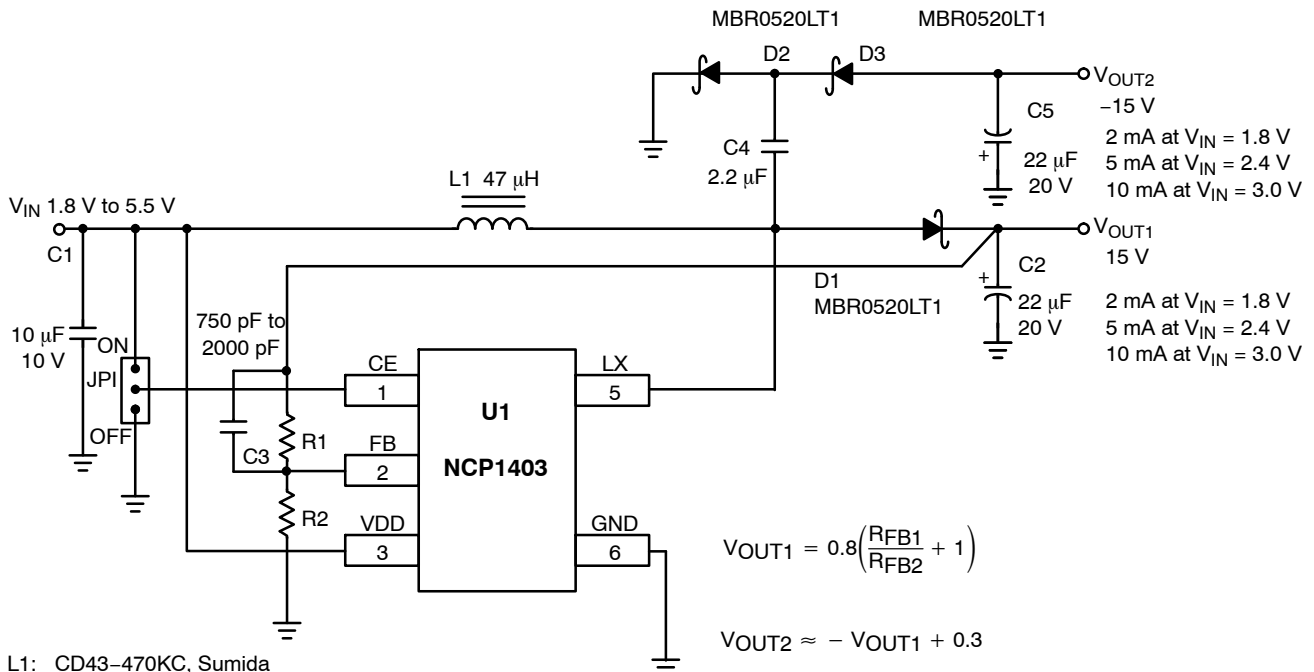 MBR0520LT1
MBR0520LT1
D2
D3
VOUT2
−15 V
C5
22 μF
20 V
+
2 mA at VIN = 1.8 V
5 mA at VIN = 2.4 V
10 mA at VIN = 3.0 V
C4
2.2 μF
L1 47 μH
VIN 1.8 V to 5.5 V
C1
10 μF
10 V
ON
JPI
OFF
VOUT1
15 V
D1
MBR0520LT1
C2
22 μF
20 V
+
2 mA at VIN = 1.8 V
5 mA at VIN = 2.4 V
10 mA at VIN = 3.0 V
750 pF to
2000 pF
C3
R1
R2
CE
1
FB
2
VDD
3
U1
NCP1403
LX
5
GND
6
VOUT1 = 0.8(RFB1/RFB2 + 1)
VOUT2 ≈ − VOUT1 + 0.3
L1: CD43−470KC, Sumida